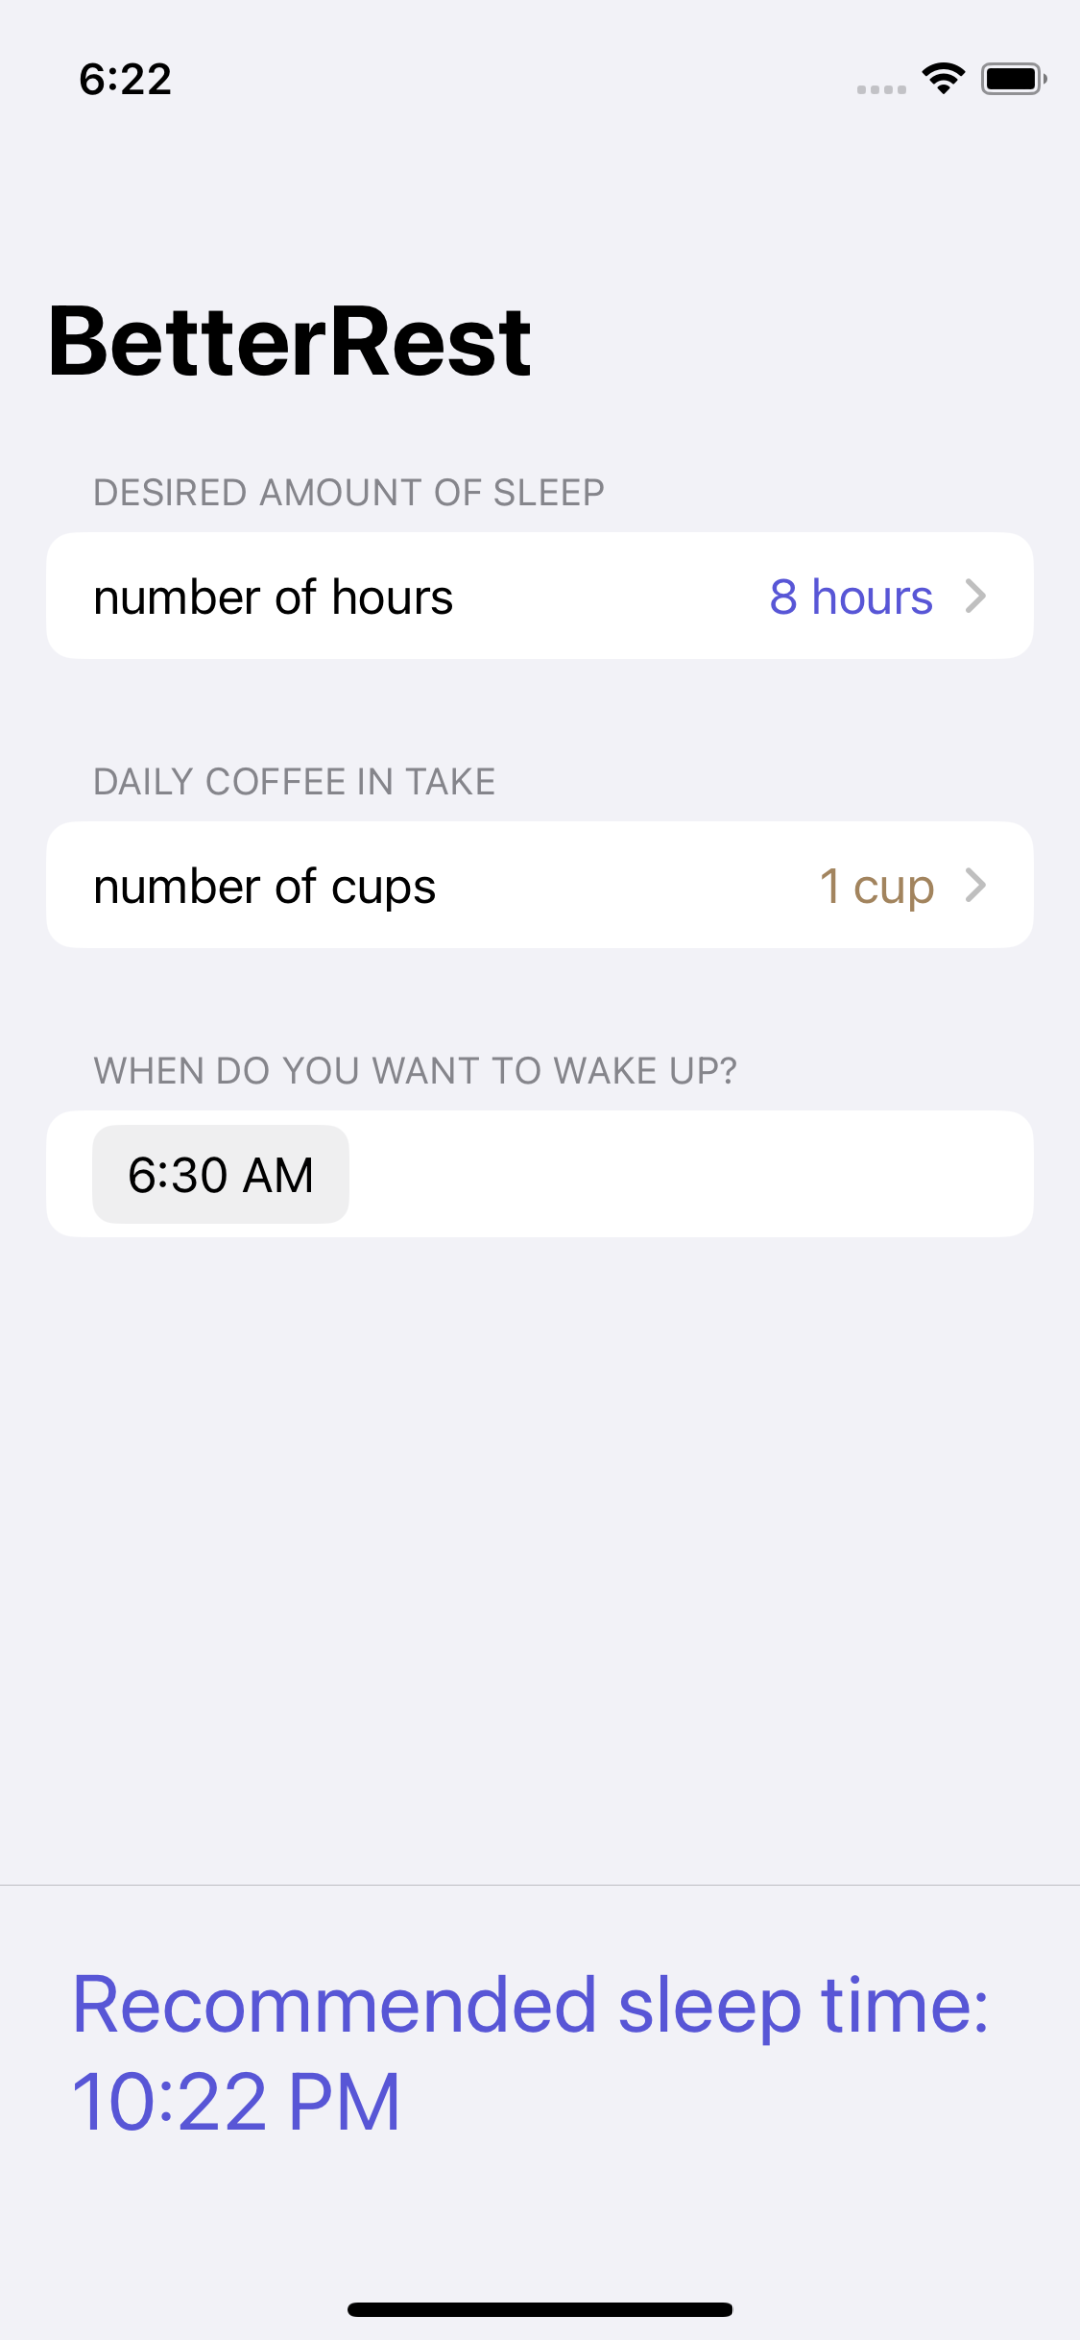 6:22
BetterRest
DESIRED AMOUNT OF SLEEP
number of hours 8 hours
DAILY COFFEE IN TAKE
number of cups 1 cup
WHEN DO YOU WANT TO WAKE UP?
6:30 AM
Recommended sleep time:
10:22 PM